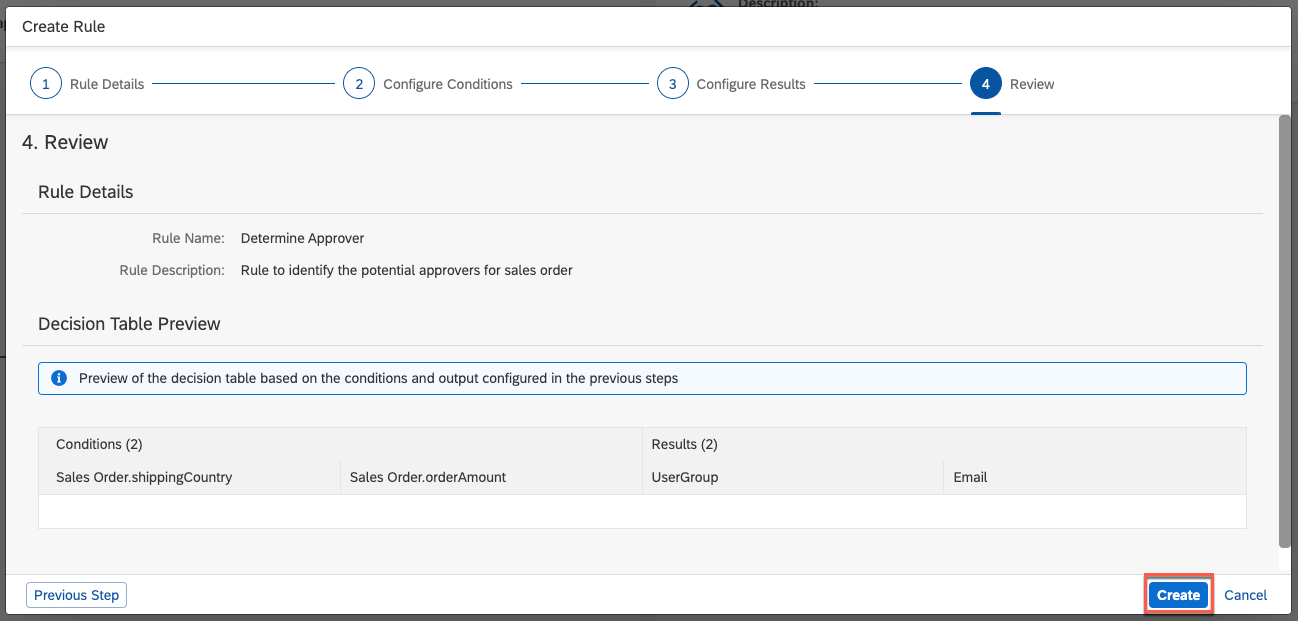 Description:
Create Rule
1 Rule Details 2 Configure Conditions 3 Configure Results 4 Review
4. Review
Rule Details
Rule Name: Determine Approver
Rule Description: Rule to identify the potential approvers for sales order
Decision Table Preview
Preview of the decision table based on the conditions and output configured in the previous steps
Conditions (2) Results (2)
Sales Order.shippingCountry Sales Order.orderAmount UserGroup Email
Previous Step Create Cancel